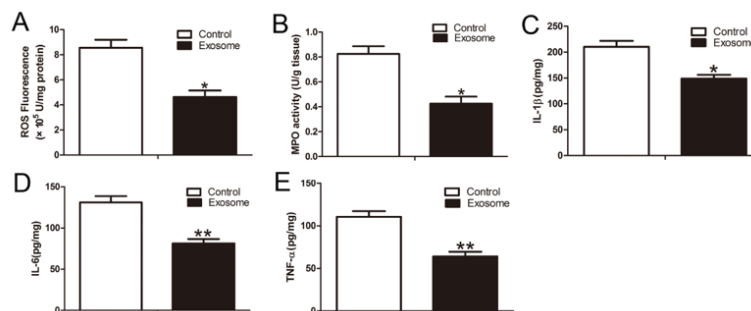 A
ROS Fluorescence
(× 10⁵ U/mg protein)
10
8
6
4
2
0
Control
Exosome
*
B
MPO activity (U/g tissue)
1.0
0.8
0.6
0.4
0.2
0.0
Control
Exosome
*
C
IL-1β(pg/mg)
250
200
150
100
50
0
Control
Exosome
*
D
IL-6(pg/mg)
150
100
50
0
Control
Exosome
**
E
TNF-α(pg/mg)
150
100
50
0
Control
Exosome
**